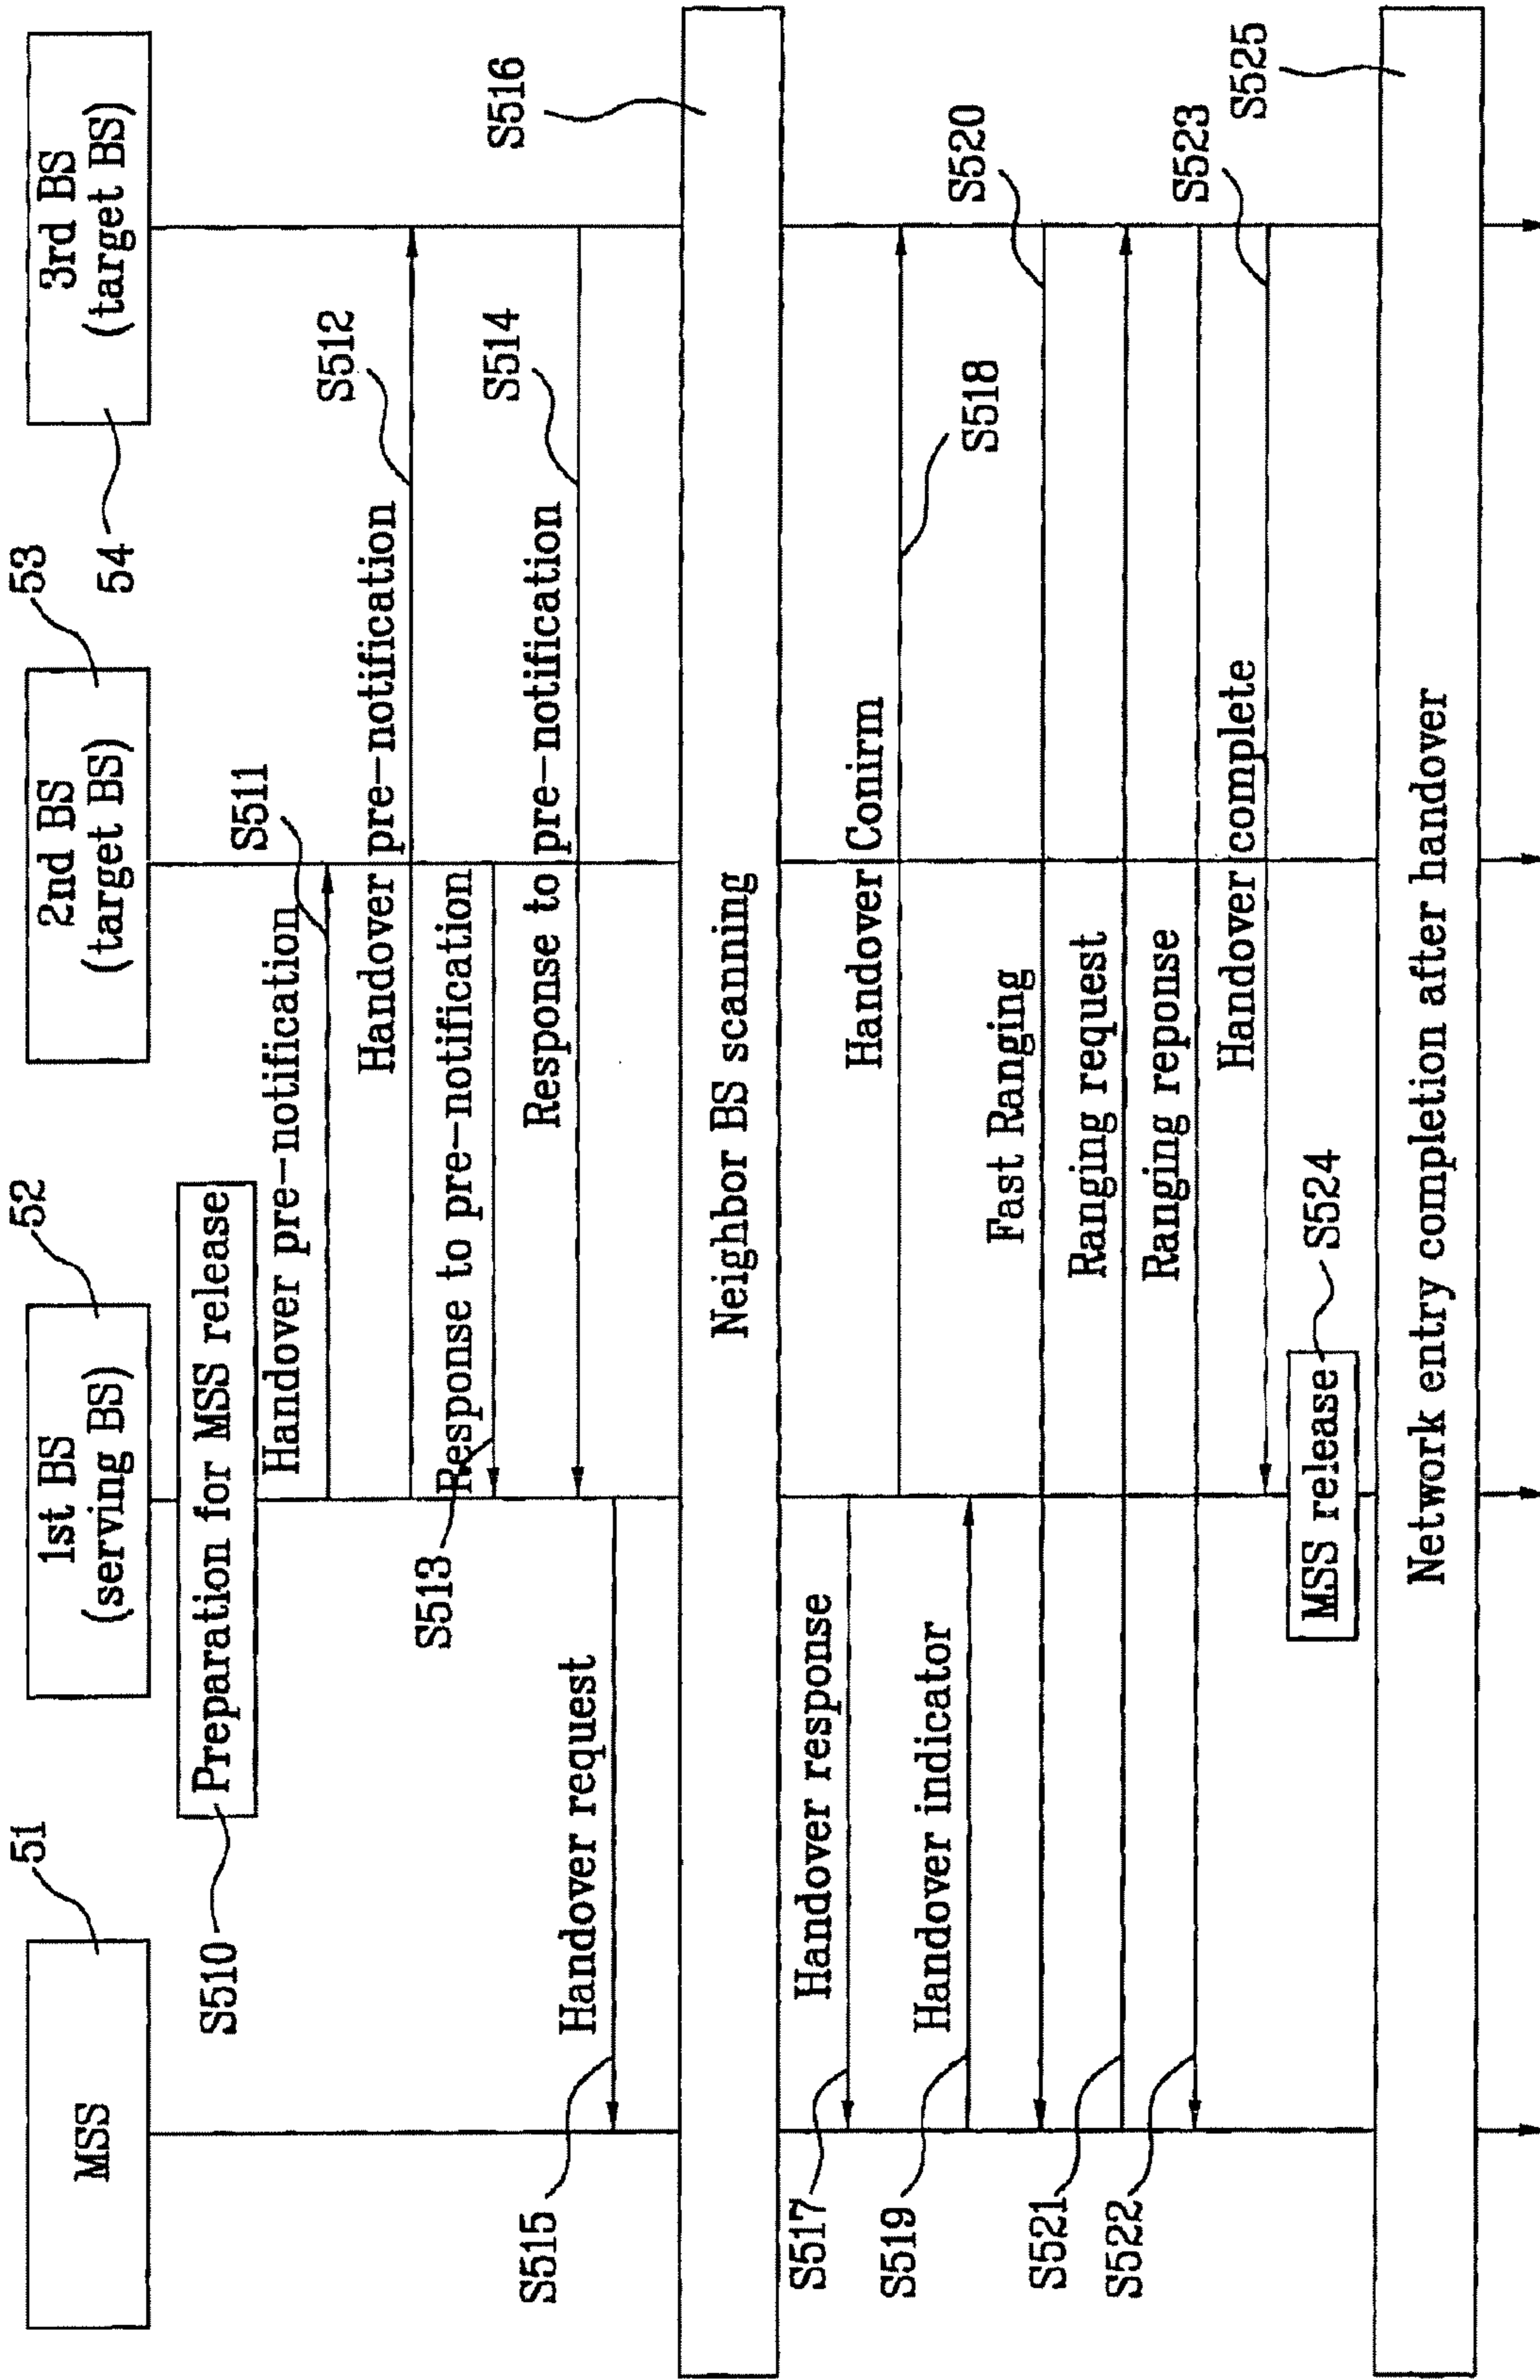 MSS
51
1st BS
(serving BS)
52
2nd BS
(target BS)
53
3rd BS
(target BS)
54
S510
Preparation for MSS release
Handover pre-notification
S511
Handover pre-notification
S512
Response to pre-notification
S513
Response to pre-notification
S514
Handover request
S515
Neighbor BS scanning
S516
Handover response
S517
Handover Conirm
S518
Handover indicator
S519
Fast Ranging
S520
Ranging request
S521
Ranging reponse
S522
Handover complete
S523
MSS release
S524
Network entry completion after handover
S525